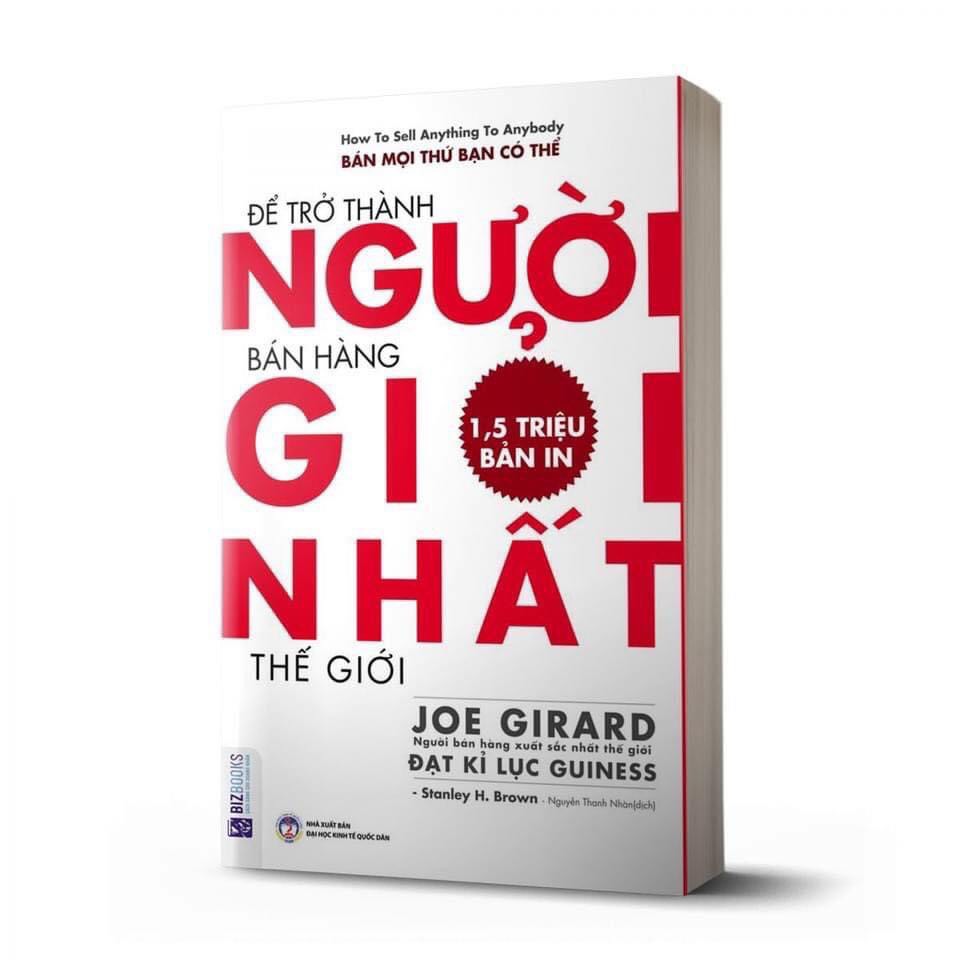 How To Sell Anything To Anybody
BÁN MỌI THỨ BẠN CÓ THỂ
ĐỂ TRỞ THÀNH
NGƯỜI
BÁN HÀNG
GIỎI
1,5 TRIỆU
BẢN IN
NHẤT
THẾ GIỚI
JOE GIRARD
Người bán hàng xuất sắc nhất thế giới
ĐẠT KỈ LỤC GUINESS
- Stanley H. Brown - Nguyễn Thanh Nhàn(dịch)
BIZBOOKS
NHÀ XUẤT BẢN
ĐẠI HỌC KINH TẾ QUỐC DÂN